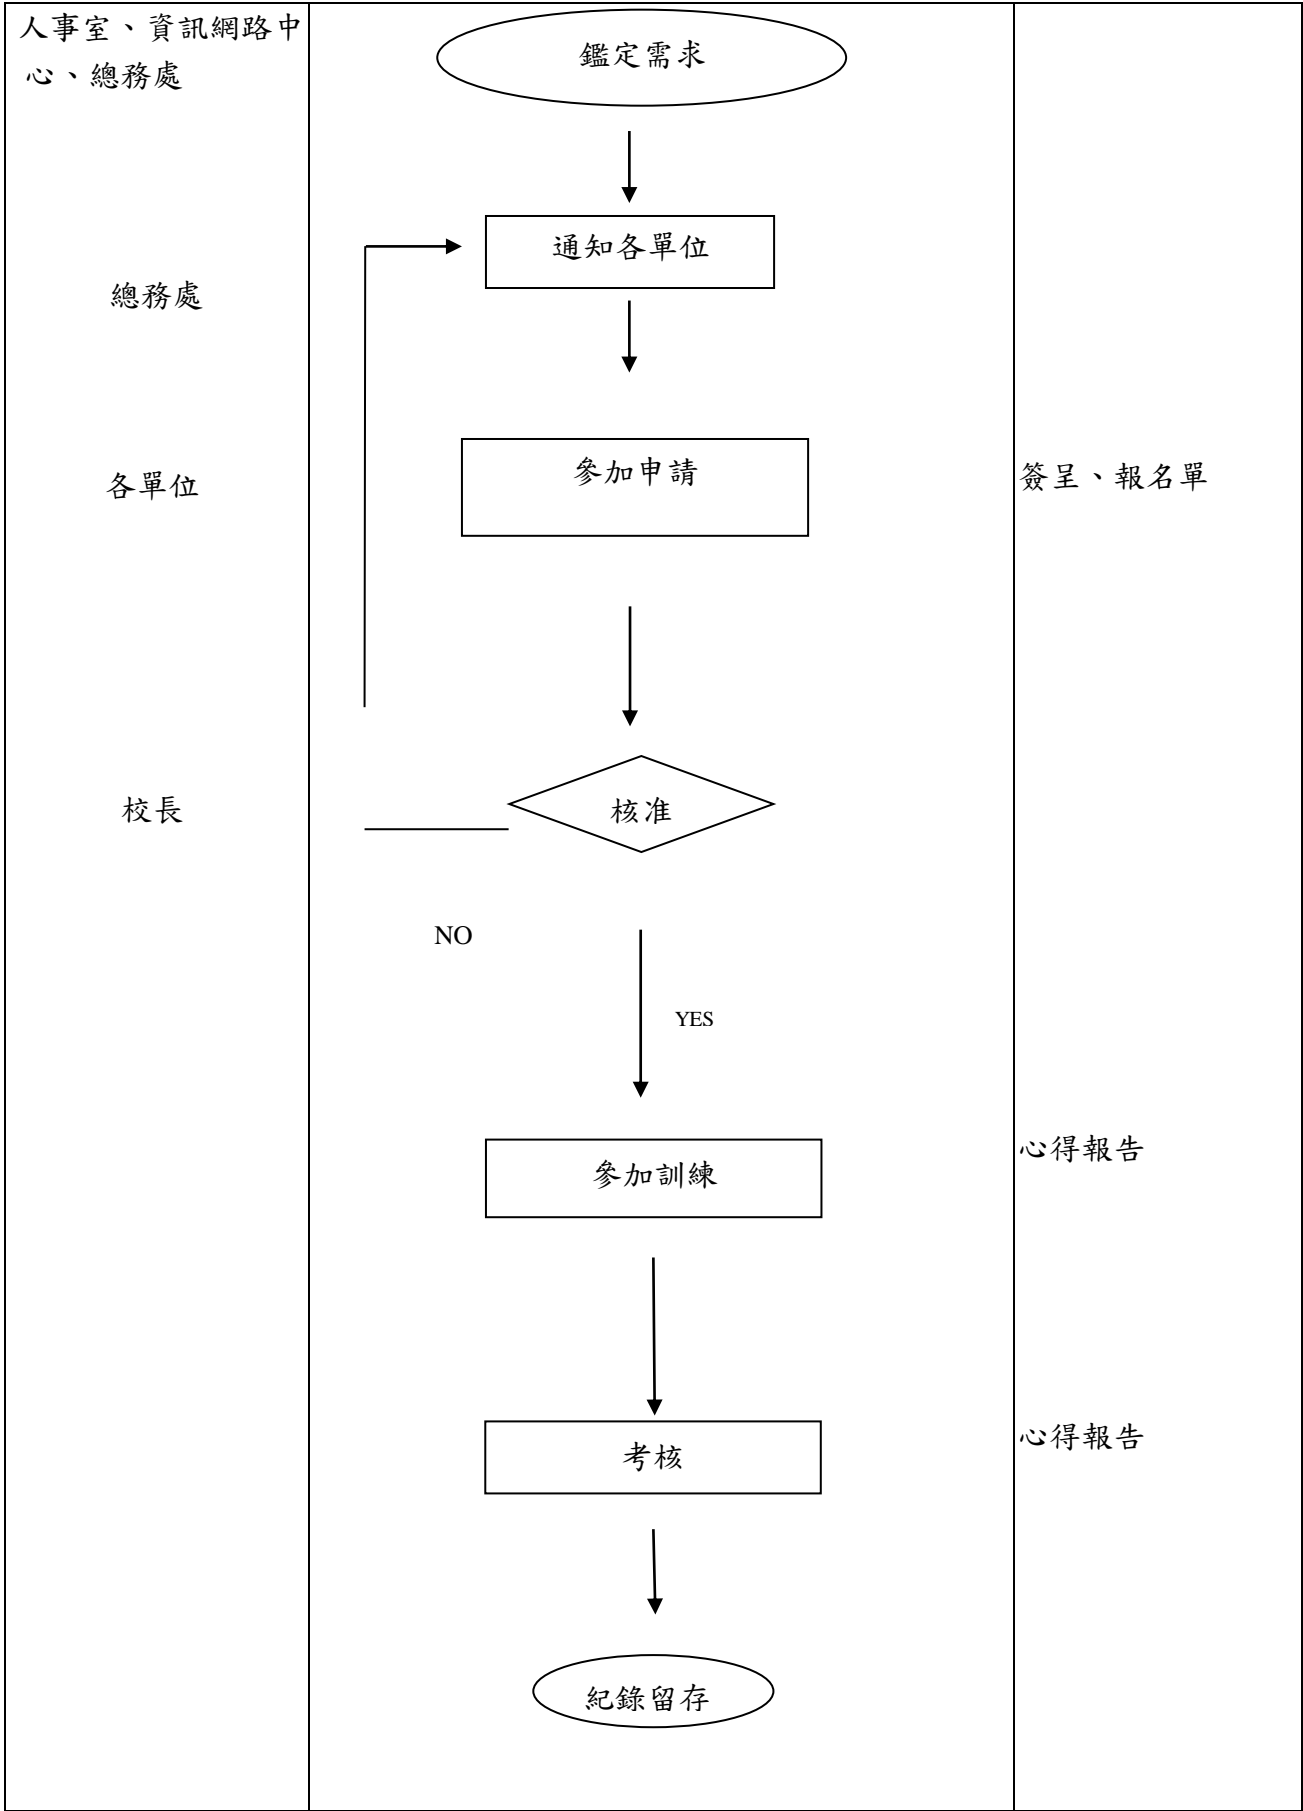 人事室、資訊網路中
心、總務處
鑑定需求
通知各單位
總務處
參加申請
各單位
簽呈、報名單
核准
校長
NO
YES
參加訓練
心得報告
考核
心得報告
紀錄留存